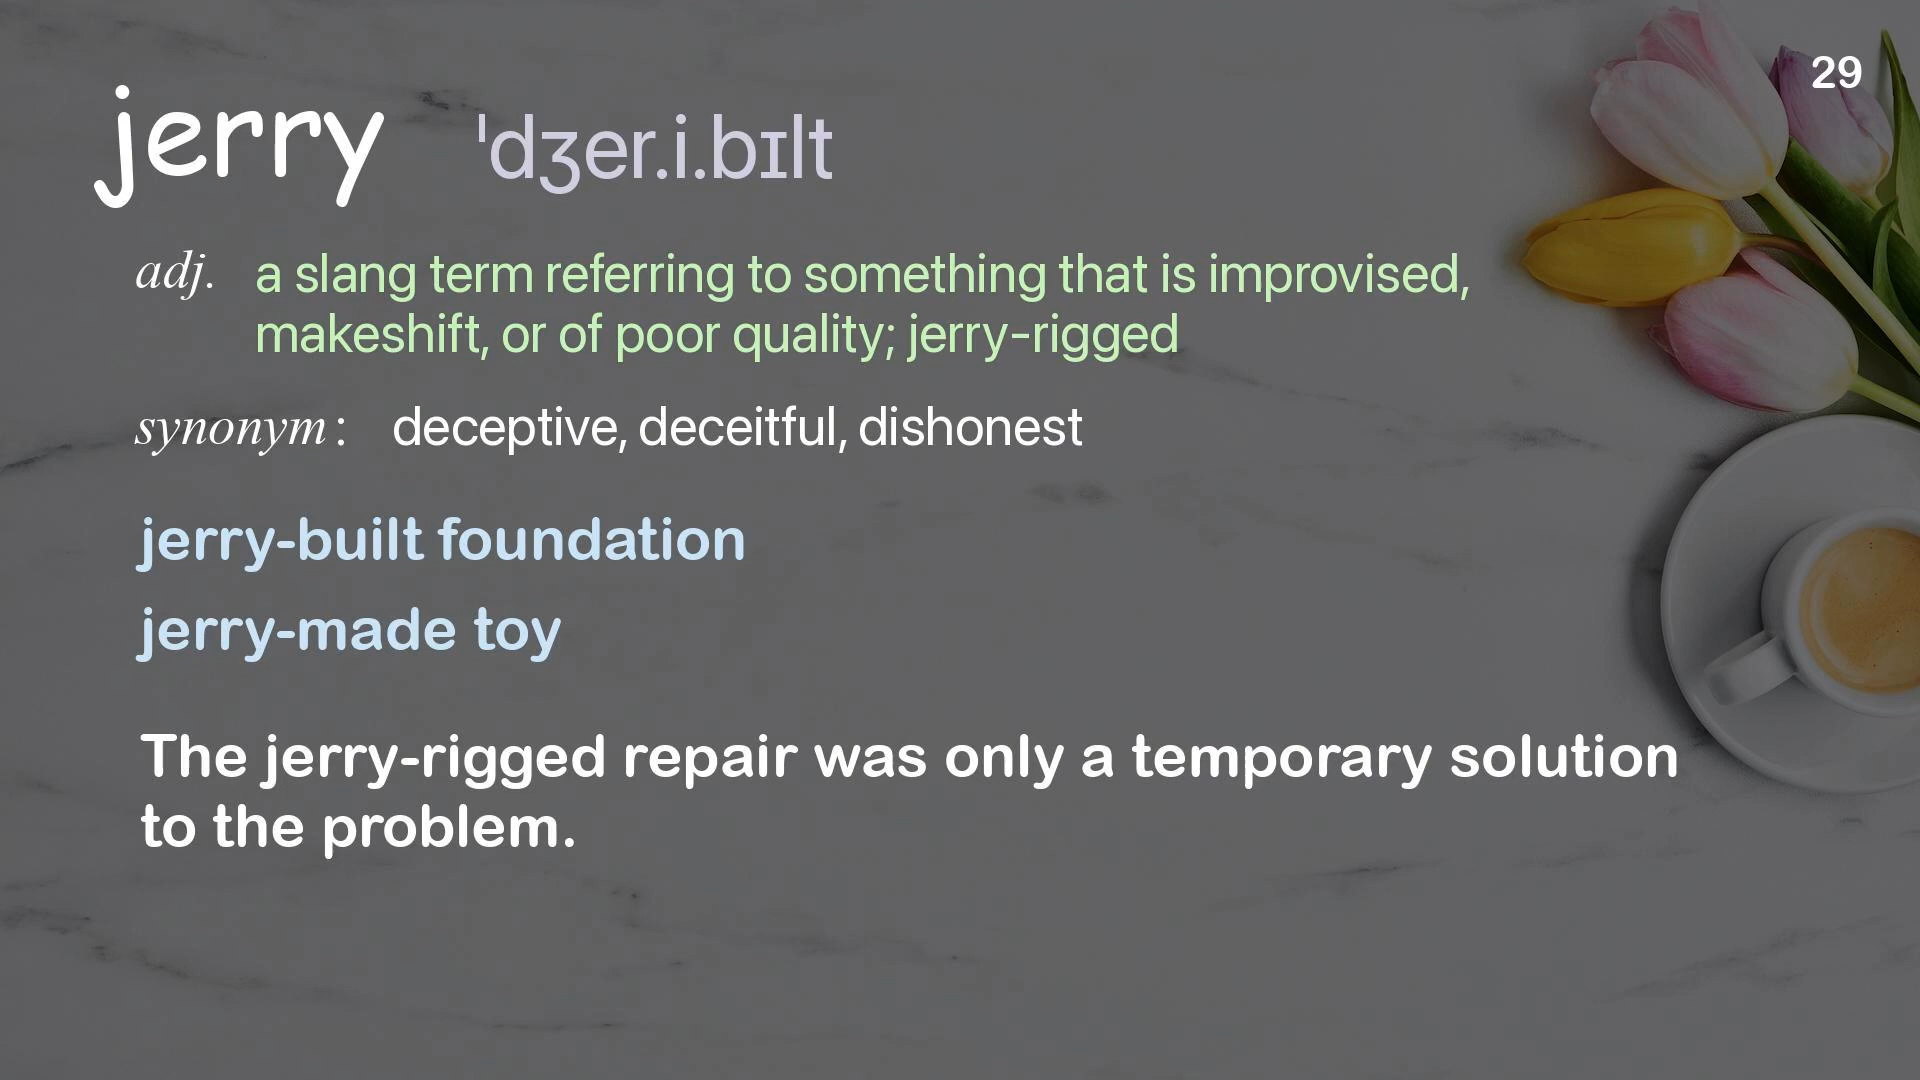 29
jerry ˈdʒer.i.bɪlt
adj. a slang term referring to something that is improvised,
makeshift, or of poor quality; jerry-rigged
synonym : deceptive, deceitful, dishonest
jerry-built foundation
jerry-made toy
The jerry-rigged repair was only a temporary solution
to the problem.